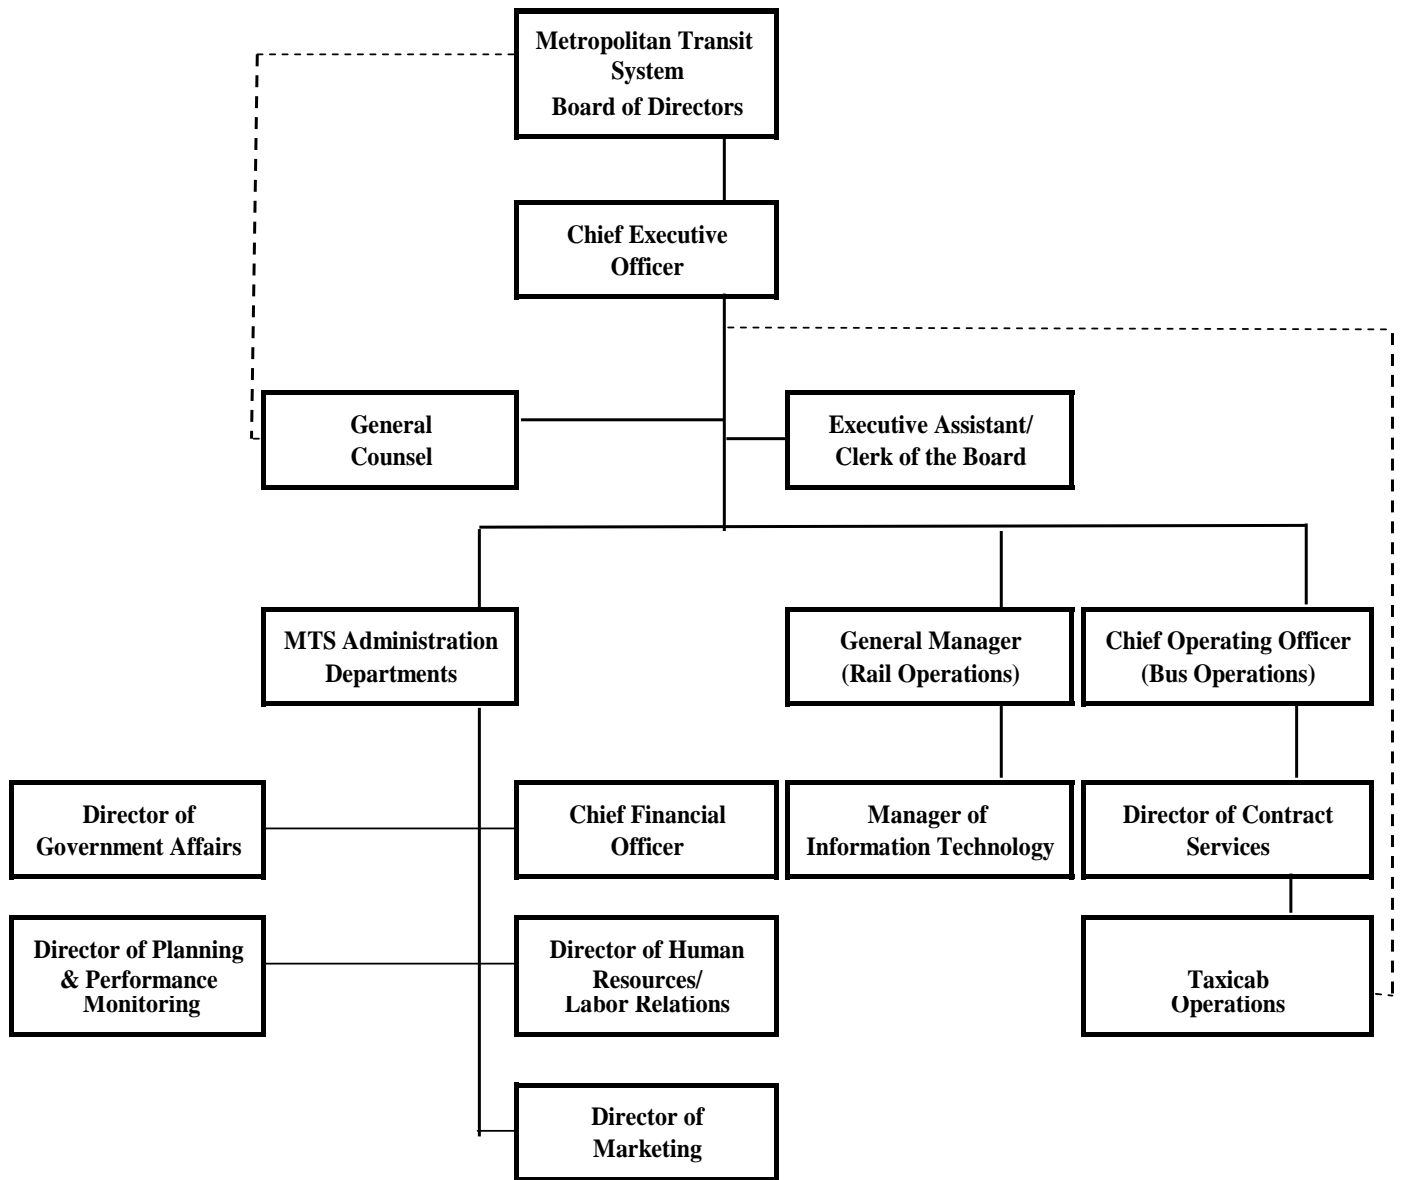 Metropolitan Transit
System
Board of Directors
Chief Executive
Officer
General
Counsel
Executive Assistant/
Clerk of the Board
MTS Administration
Departments
General Manager
(Rail Operations)
Chief Operating Officer
(Bus Operations)
Director of
Government Affairs
Chief Financial
Officer
Manager of
Information Technology
Director of Contract
Services
Director of Planning
& Performance
Monitoring
Director of Human
Resources/
Labor Relations
Taxicab
Operations
Director of
Marketing